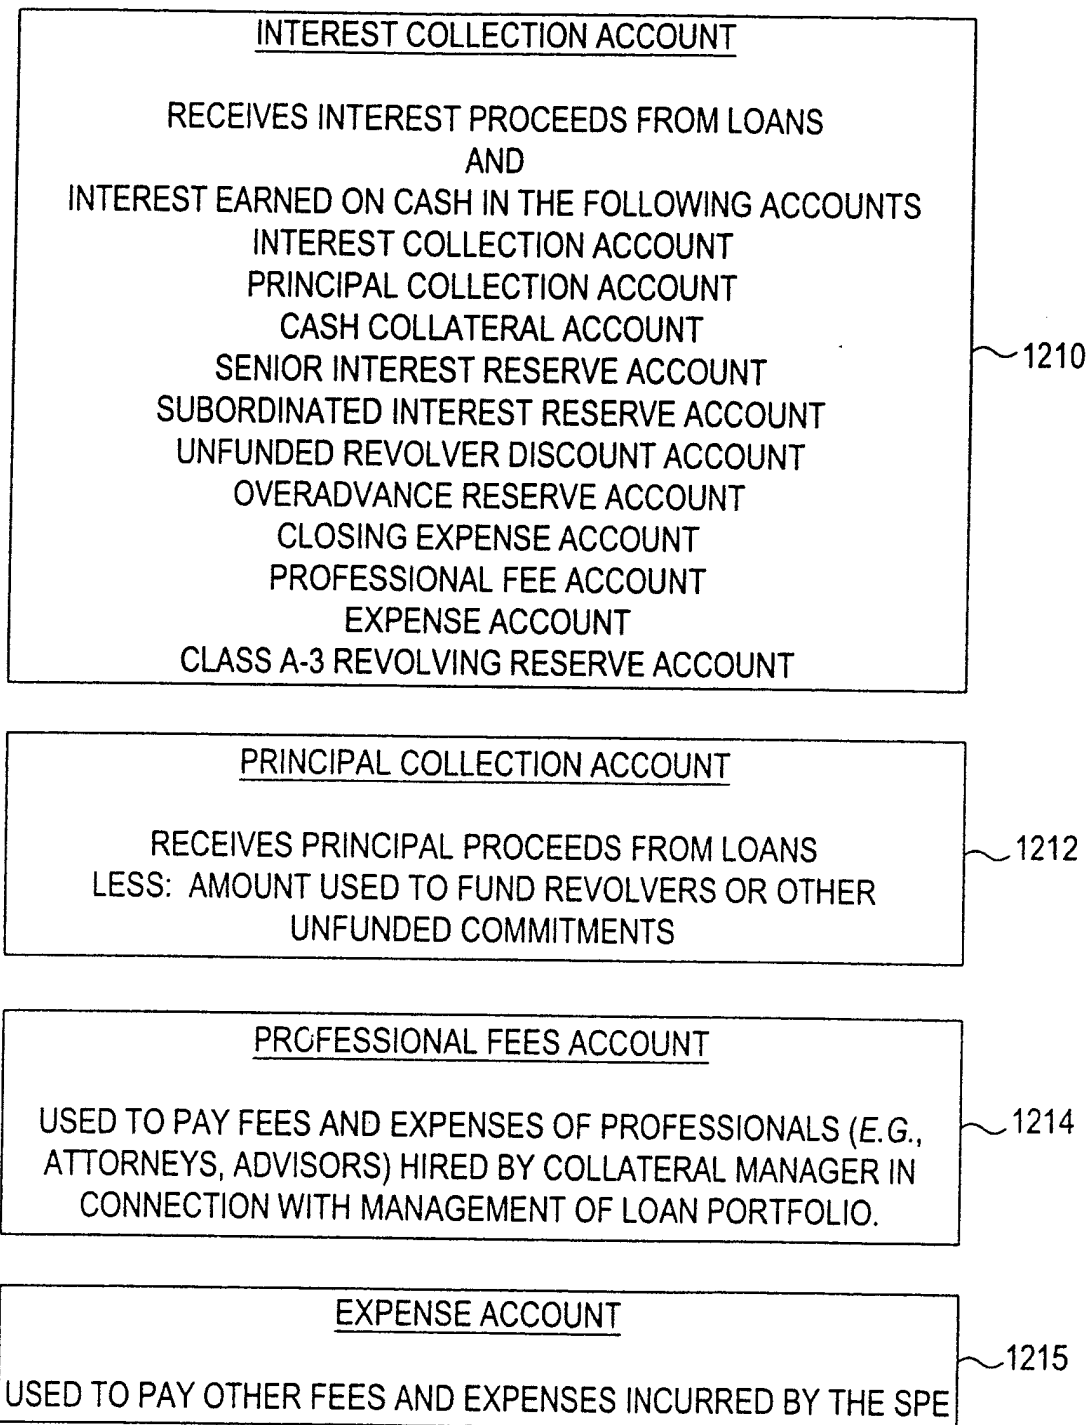 INTEREST COLLECTION ACCOUNT
RECEIVES INTEREST PROCEEDS FROM LOANS
AND
INTEREST EARNED ON CASH IN THE FOLLOWING ACCOUNTS
INTEREST COLLECTION ACCOUNT
PRINCIPAL COLLECTION ACCOUNT
CASH COLLATERAL ACCOUNT
SENIOR INTEREST RESERVE ACCOUNT
SUBORDINATED INTEREST RESERVE ACCOUNT
UNFUNDED REVOLVER DISCOUNT ACCOUNT
OVERADVANCE RESERVE ACCOUNT
CLOSING EXPENSE ACCOUNT
PROFESSIONAL FEE ACCOUNT
EXPENSE ACCOUNT
CLASS A-3 REVOLVING RESERVE ACCOUNT
1210
PRINCIPAL COLLECTION ACCOUNT
RECEIVES PRINCIPAL PROCEEDS FROM LOANS
LESS: AMOUNT USED TO FUND REVOLVERS OR OTHER
UNFUNDED COMMITMENTS
1212
PROFESSIONAL FEES ACCOUNT
USED TO PAY FEES AND EXPENSES OF PROFESSIONALS (E.G.,
ATTORNEYS, ADVISORS) HIRED BY COLLATERAL MANAGER IN
CONNECTION WITH MANAGEMENT OF LOAN PORTFOLIO.
1214
EXPENSE ACCOUNT
USED TO PAY OTHER FEES AND EXPENSES INCURRED BY THE SPE
1215